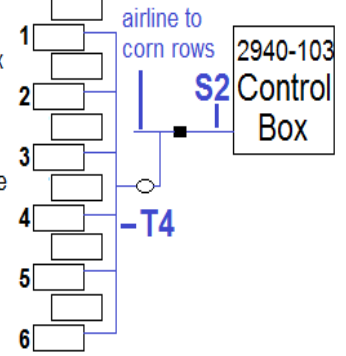 airline to
corn rows
1
2
3
4
5
6
x
e
S2
2940-103
Control
Box
–T4